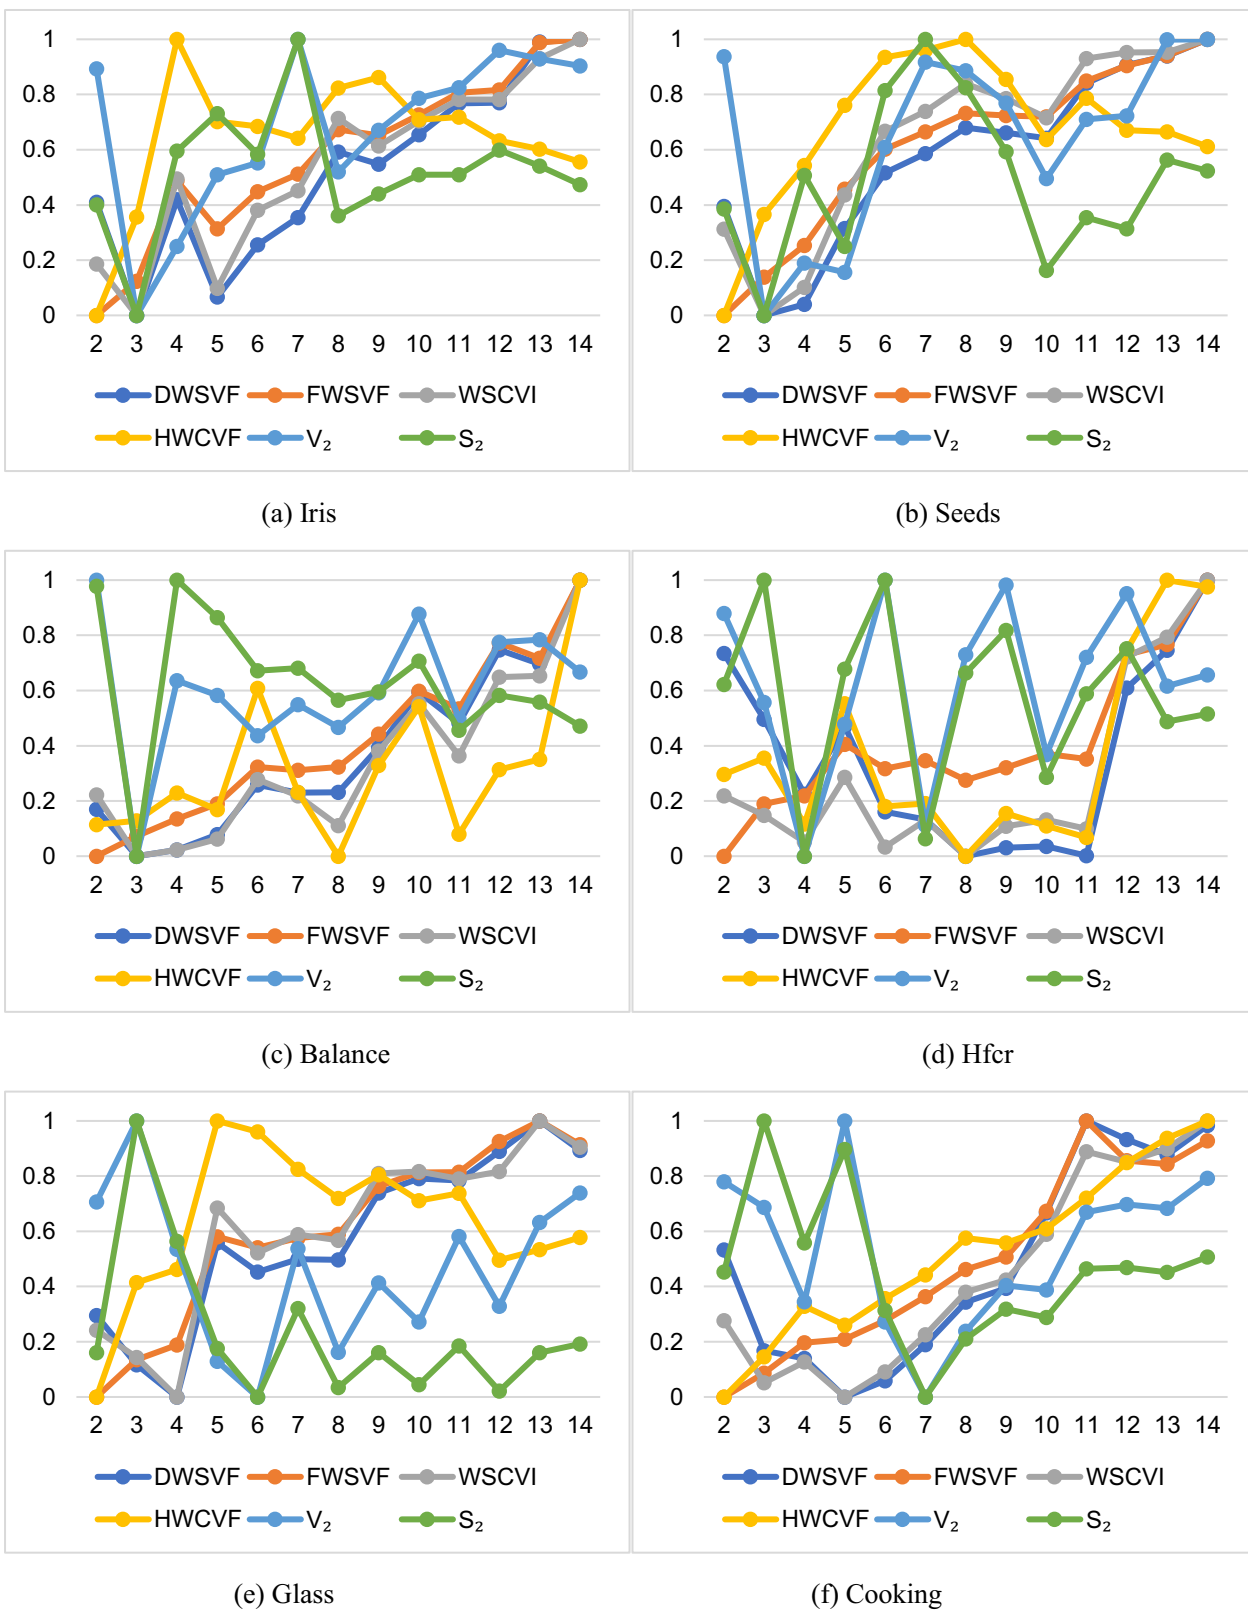 1
0.8
0.6
0.4
0.2
0
2 3 4 5 6 7 8 9 10 11 12 13 14
DWSVF FWSVF WSCVI
HWCVF V₂ S₂
(a) Iris
1
0.8
0.6
0.4
0.2
0
2 3 4 5 6 7 8 9 10 11 12 13 14
DWSVF FWSVF WSCVI
HWCVF V₂ S₂
(b) Seeds
1
0.8
0.6
0.4
0.2
0
2 3 4 5 6 7 8 9 10 11 12 13 14
DWSVF FWSVF WSCVI
HWCVF V₂ S₂
(c) Balance
1
0.8
0.6
0.4
0.2
0
2 3 4 5 6 7 8 9 10 11 12 13 14
DWSVF FWSVF WSCVI
HWCVF V₂ S₂
(d) Hfcr
1
0.8
0.6
0.4
0.2
0
2 3 4 5 6 7 8 9 10 11 12 13 14
DWSVF FWSVF WSCVI
HWCVF V₂ S₂
(e) Glass
1
0.8
0.6
0.4
0.2
0
2 3 4 5 6 7 8 9 10 11 12 13 14
DWSVF FWSVF WSCVI
HWCVF V₂ S₂
(f) Cooking